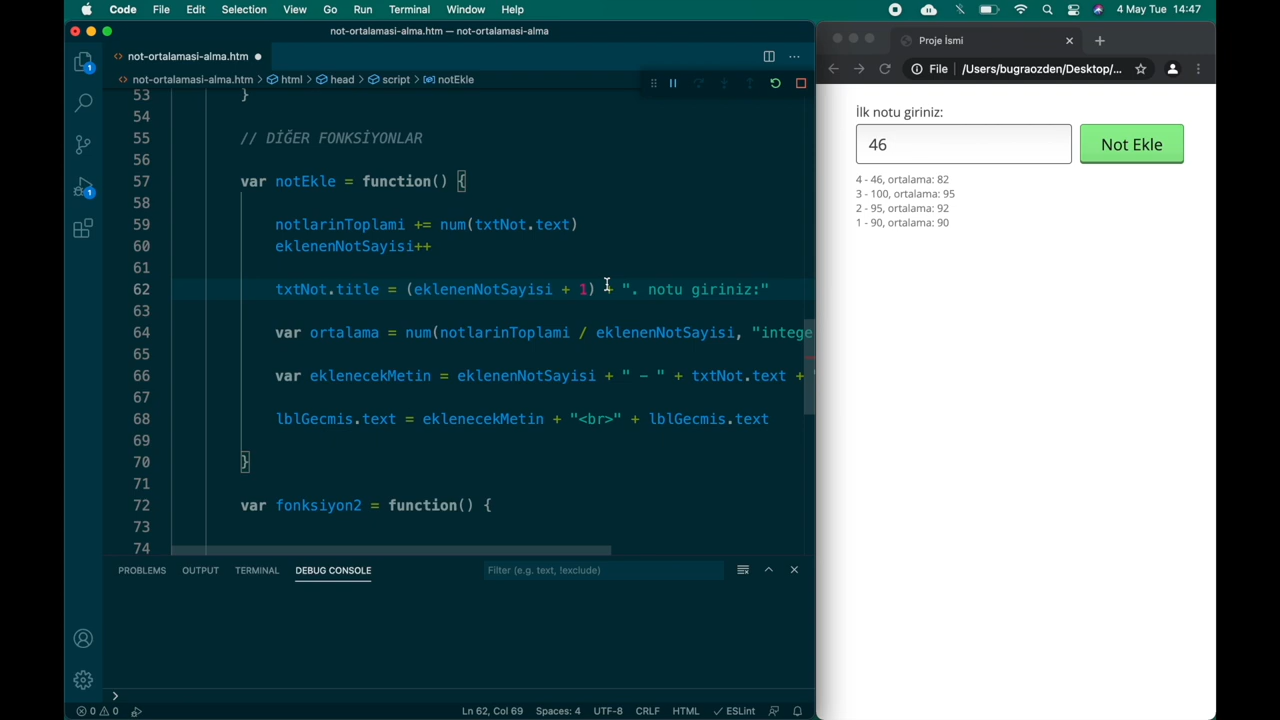 Code File Edit Selection View Go Run Terminal Window Help 4 May Tue 14:47
not-ortalamasi-alma.htm — not-ortalamasi-alma
not-ortalamasi-alma.htm
not-ortalamasi-alma.htm > html > head > script > notEkle
53 }
54
55 // DİĞER FONKSİYONLAR
56
57 var notEkle = function() {
58
59 notlarinToplami += num(txtNot.text)
60 eklenenNotSayisi++
61
62 txtNot.title = (eklenenNotSayisi + 1) + ". notu giriniz:"
63
64 var ortalama = num(notlarinToplami / eklenenNotSayisi, "intege
65
66 var eklenecekMetin = eklenenNotSayisi + " - " + txtNot.text + "
67
68 lblGecmis.text = eklenecekMetin + "<br>" + lblGecmis.text
69
70 }
71
72 var fonksiyon2 = function() {
73
74
1
1
PROBLEMS OUTPUT TERMINAL DEBUG CONSOLE Filter (e.g. text, !exclude)
>
0 0 Ln 62, Col 69 Spaces: 4 UTF-8 CRLF HTML ESLint
Proje İsmi
File /Users/bugraozden/Desktop/...
İlk notu giriniz:
46 Not Ekle
4 - 46, ortalama: 82
3 - 100, ortalama: 95
2 - 95, ortalama: 92
1 - 90, ortalama: 90